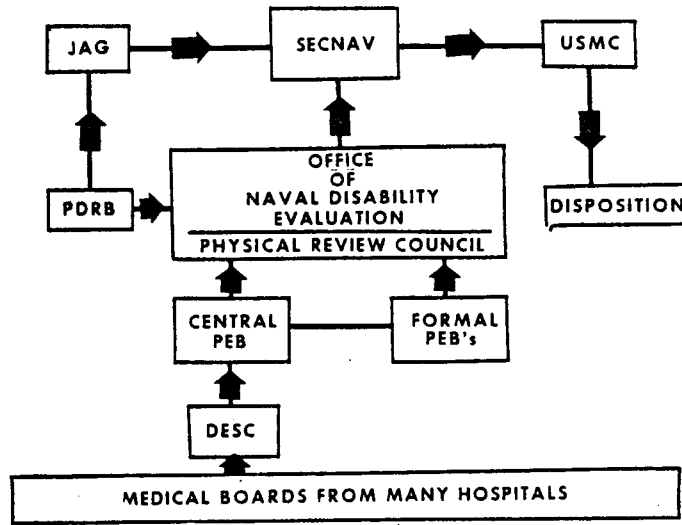 JAG
SECNAV
USMC
OFFICE
OF
NAVAL DISABILITY
EVALUATION
PHYSICAL REVIEW COUNCIL
PDRB
DISPOSITION
CENTRAL
PEB
FORMAL
PEB's
DESC
MEDICAL BOARDS FROM MANY HOSPITALS